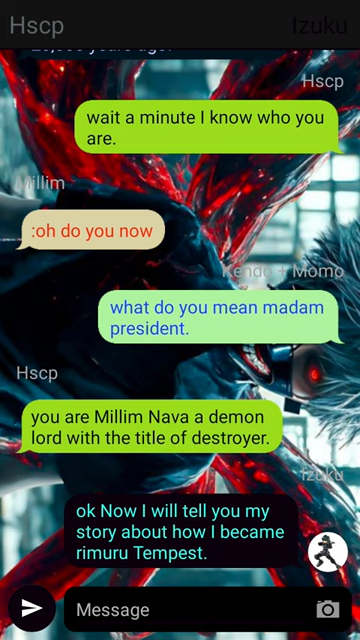 Hscp Izuku
Hscp
wait a minute I know who you
are.
Millim
:oh do you now
Kendo + Momo
what do you mean madam
president.
Hscp
you are Millim Nava a demon
lord with the title of destroyer.
Izuku
ok Now I will tell you my
story about how I became
rimuru Tempest.
Message